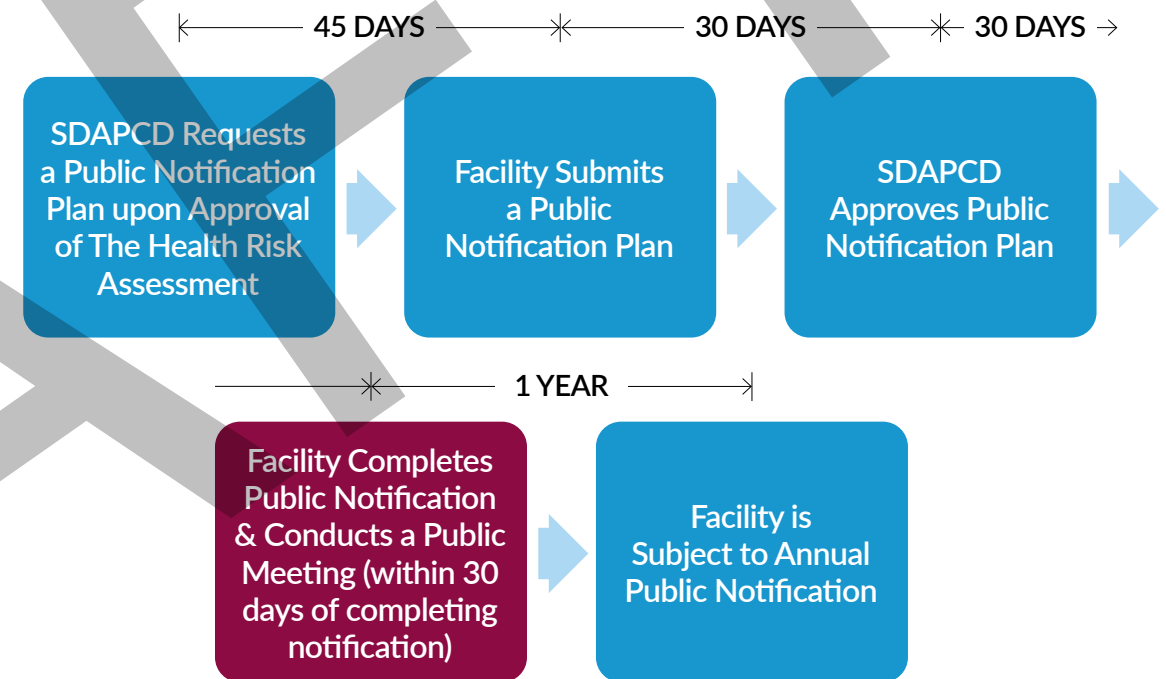 45 DAYS
30 DAYS
30 DAYS
SDAPCD Requests
a Public Notification
Plan upon Approval
of The Health Risk
Assessment
Facility Submits
a Public
Notification Plan
SDAPCD
Approves Public
Notification Plan
1 YEAR
Facility Completes
Public Notification
& Conducts a Public
Meeting (within 30
days of completing
notification)
Facility is
Subject to Annual
Public Notification